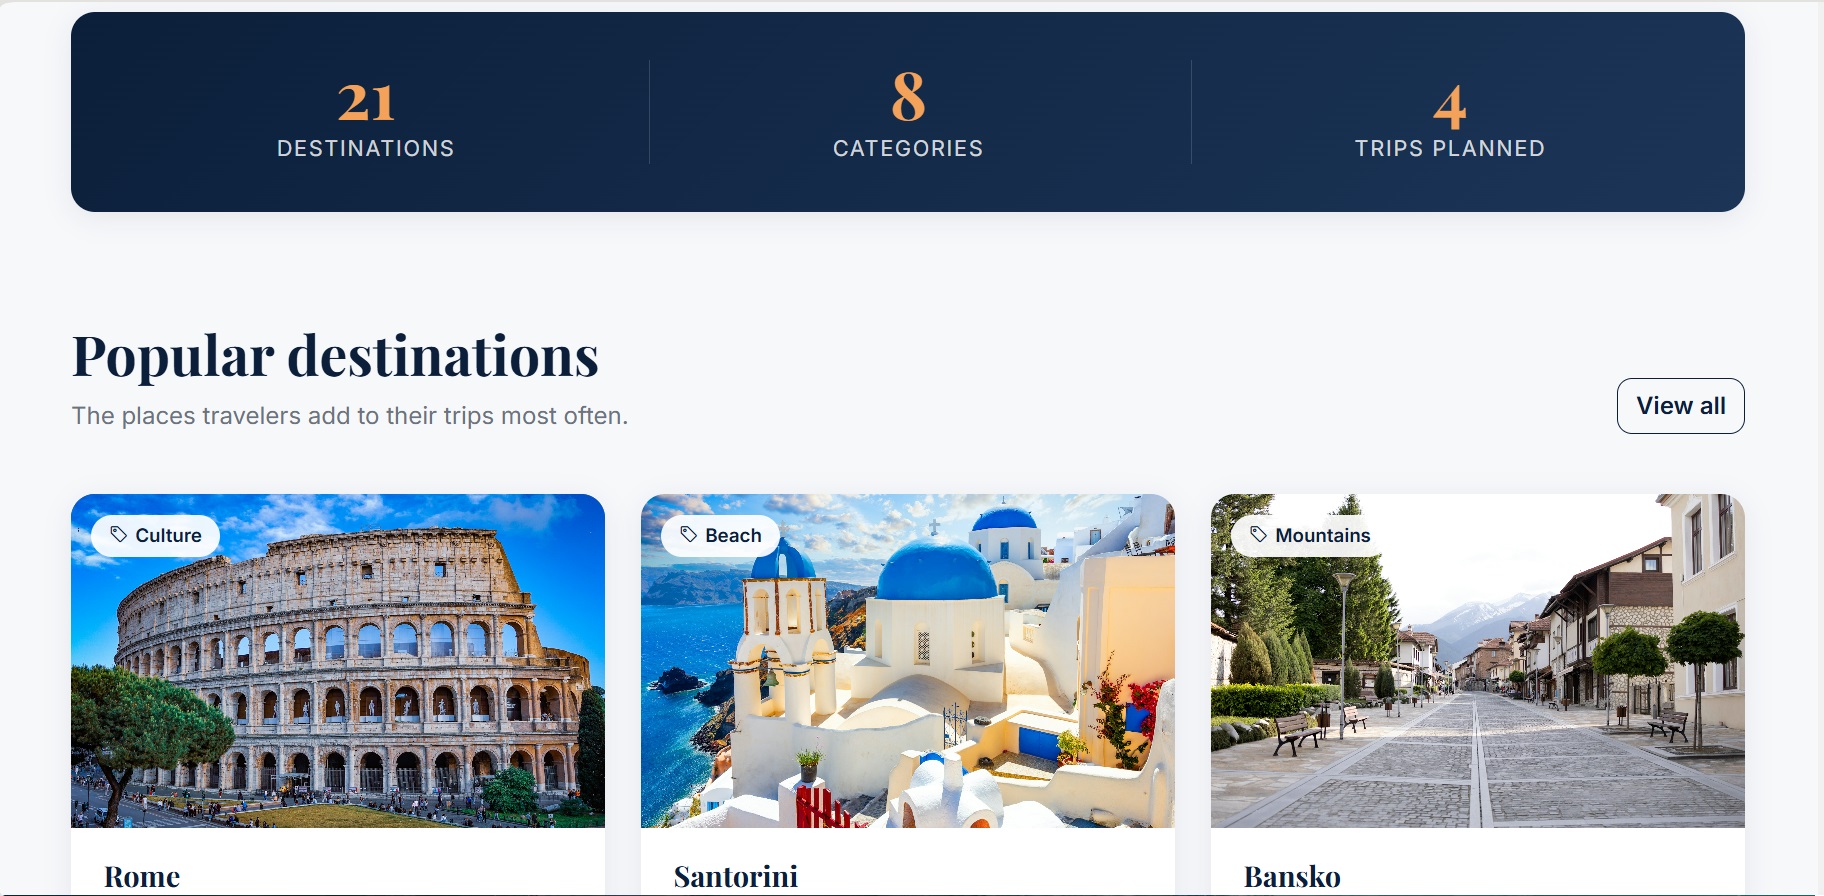 21
DESTINATIONS
8
CATEGORIES
4
TRIPS PLANNED
Popular destinations
The places travelers add to their trips most often.
View all
Culture
Beach
Mountains
Rome
Santorini
Bansko